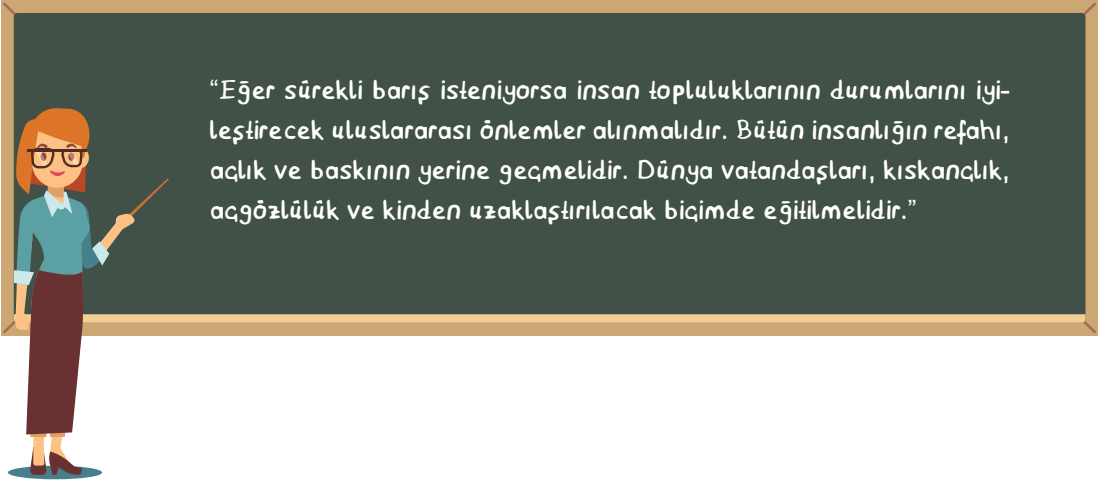 “Eğer sürekli barış isteniyorsa insan topluluklarının durumlarını iyi-
leştirecek uluslararası önlemler alınmalıdır. Bütün insanlığın refahı,
açlık ve baskının yerine geçmelidir. Dünya vatandaşları, kıskançlık,
açgözlülük ve kinden uzaklaştırılacak biçimde eğitilmelidir.”